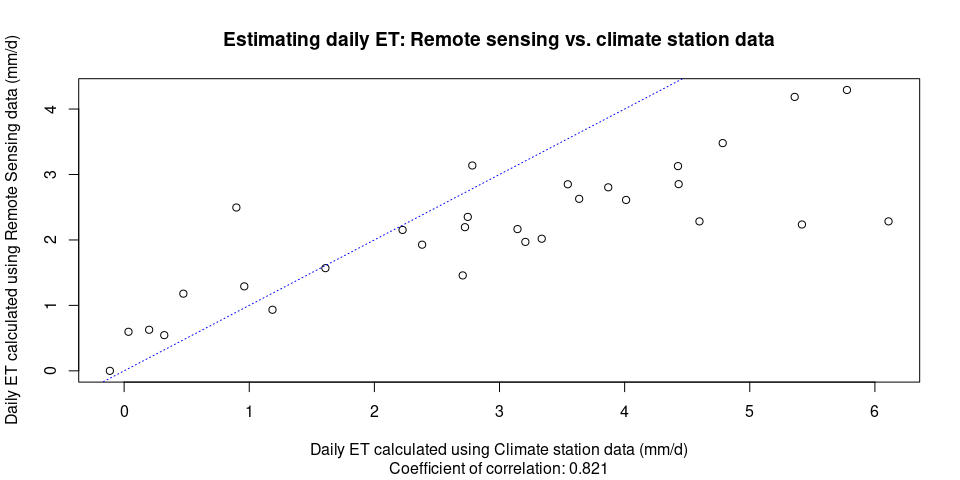 Estimating daily ET: Remote sensing vs. climate station data
Daily ET calculated using Remote Sensing data (mm/d)
4
3
2
1
0
0 1 2 3 4 5 6
Daily ET calculated using Climate station data (mm/d)
Coefficient of correlation: 0.821